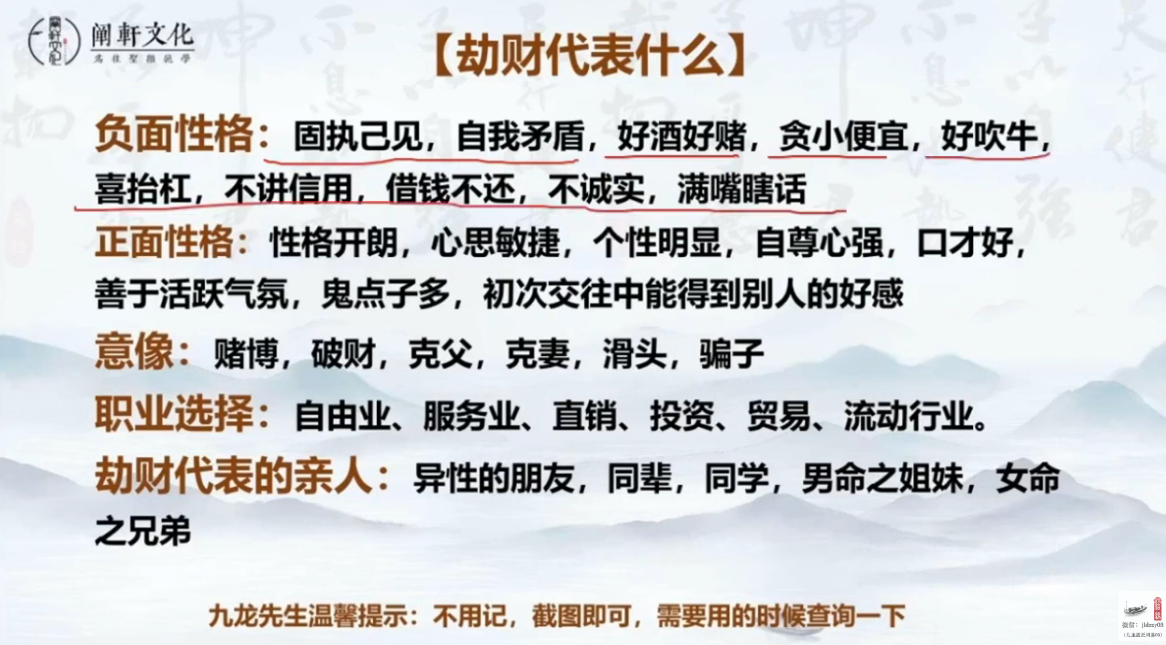 阐軒文化
為往聖繼絶學
【劫财代表什么】
负面性格：固执己见，自我矛盾，好酒好赌，贪小便宜，好吹牛，
喜抬杠，不讲信用，借钱不还，不诚实，满嘴瞎话
正面性格：性格开朗，心思敏捷，个性明显，自尊心强，口才好，
善于活跃气氛，鬼点子多，初次交往中能得到别人的好感
意像：赌博，破财，克父，克妻，滑头，骗子
职业选择：自由业、服务业、直销、投资、贸易、流动行业。
劫财代表的亲人：异性的朋友，同辈，同学，男命之姐妹，女命
之兄弟
九龙先生温馨提示：不用记，截图即可，需要用的时候查询一下